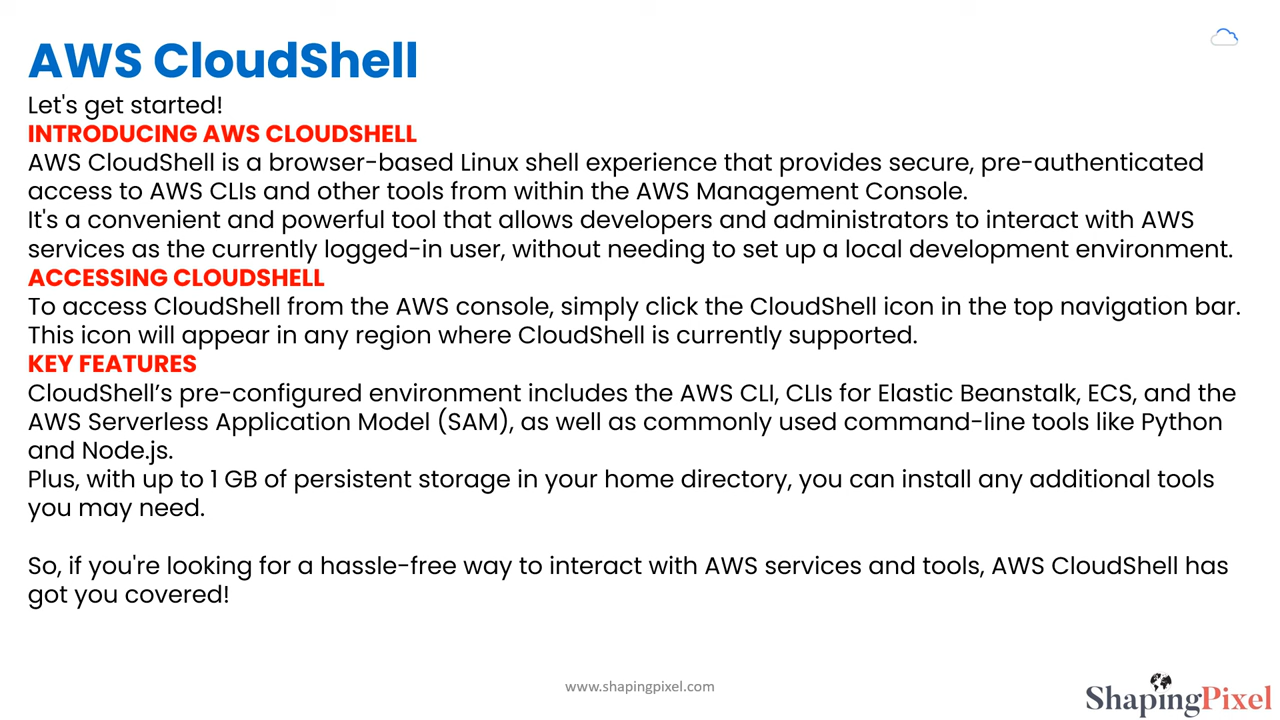 AWS CloudShell
Let's get started!
INTRODUCING AWS CLOUDSHELL
AWS CloudShell is a browser-based Linux shell experience that provides secure, pre-authenticated
access to AWS CLIs and other tools from within the AWS Management Console.
It's a convenient and powerful tool that allows developers and administrators to interact with AWS
services as the currently logged-in user, without needing to set up a local development environment.
ACCESSING CLOUDSHELL
To access CloudShell from the AWS console, simply click the CloudShell icon in the top navigation bar.
This icon will appear in any region where CloudShell is currently supported.
KEY FEATURES
CloudShell’s pre-configured environment includes the AWS CLI, CLIs for Elastic Beanstalk, ECS, and the
AWS Serverless Application Model (SAM), as well as commonly used command-line tools like Python
and Node.js.
Plus, with up to 1 GB of persistent storage in your home directory, you can install any additional tools
you may need.
So, if you're looking for a hassle-free way to interact with AWS services and tools, AWS CloudShell has
got you covered!
www.shapingpixel.com
ShapingPixel